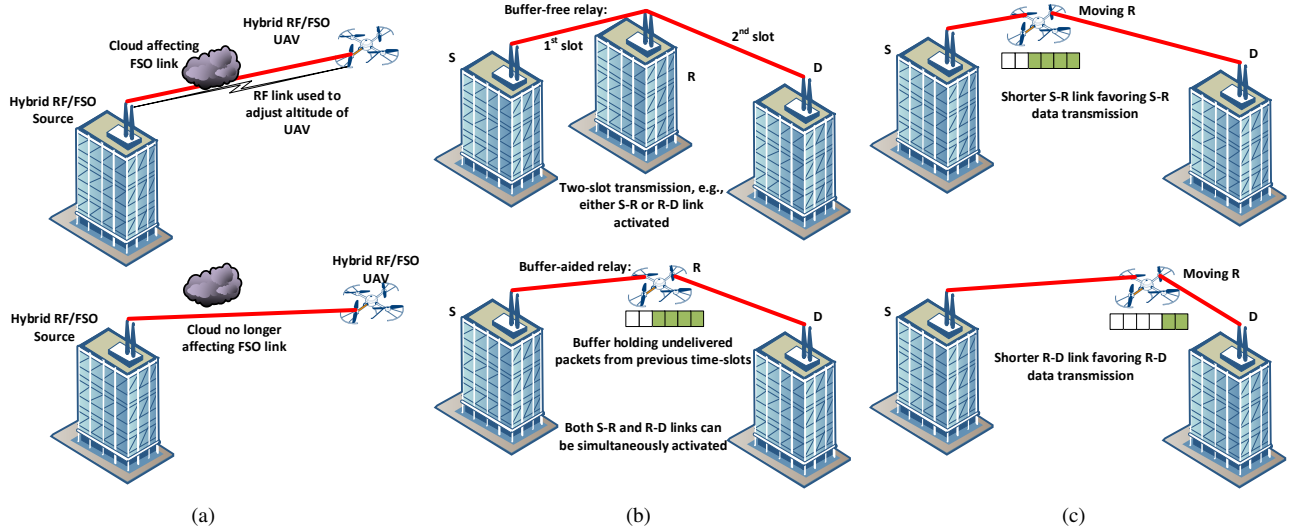 Cloud affecting
FSO link
Hybrid RF/FSO
UAV
Hybrid RF/FSO
Source
RF link used to
adjust altitude of
UAV
Hybrid RF/FSO
UAV
Hybrid RF/FSO
Source
Cloud no longer
affecting FSO link
(a)
Buffer-free relay:
1st slot
2nd slot
S
R
D
Two-slot transmission, e.g.,
either S-R or R-D link
activated
Buffer-aided relay:
R
S
D
Buffer holding undelivered
packets from previous time-slots
Both S-R and R-D links can
be simultaneously activated
(b)
Moving R
S
D
Shorter S-R link favoring S-R
data transmission
Moving R
S
D
Shorter R-D link favoring R-D
data transmission
(c)